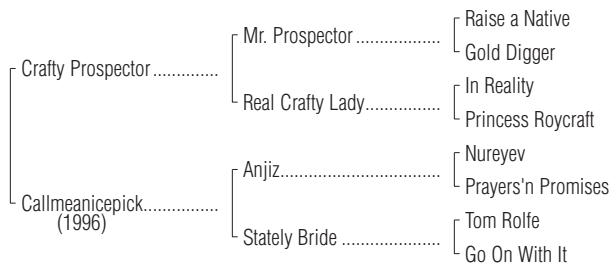 Raise a Native
Mr. Prospector ..................
Gold Digger
Crafty Prospector ..............
In Reality
Real Crafty Lady ................
Princess Roycraft
Nureyev
Anjiz ...................................
Prayers'n Promises
Callmeanicepick ................
(1996)
Tom Rolfe
Stately Bride .....................
Go On With It